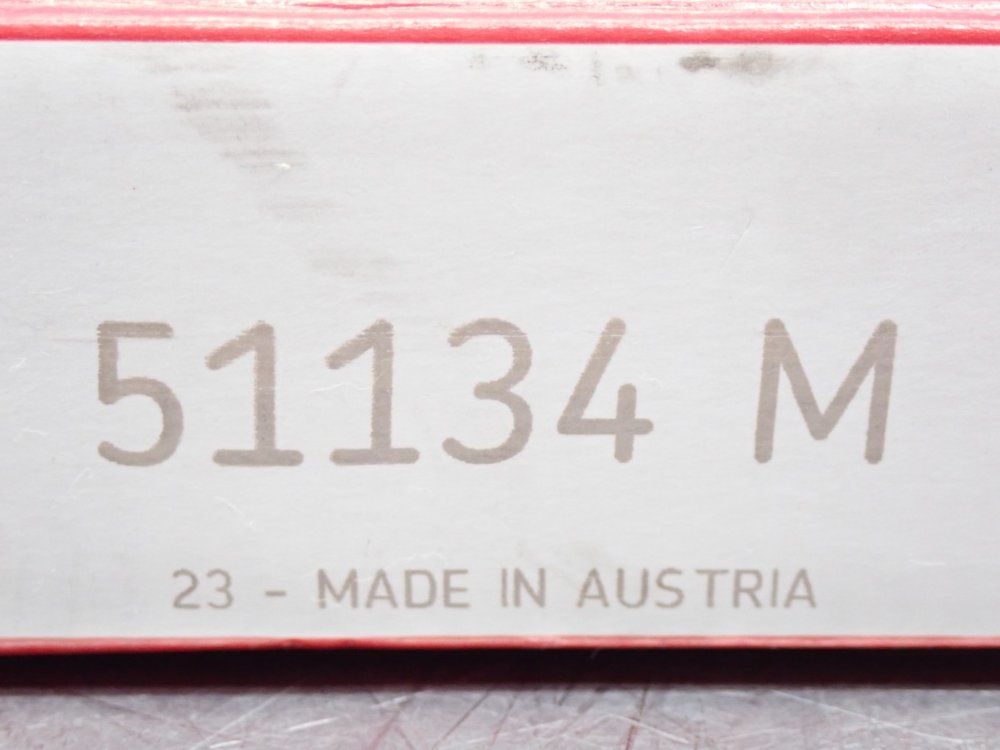 51134 M
23 - MADE IN AUSTRIA